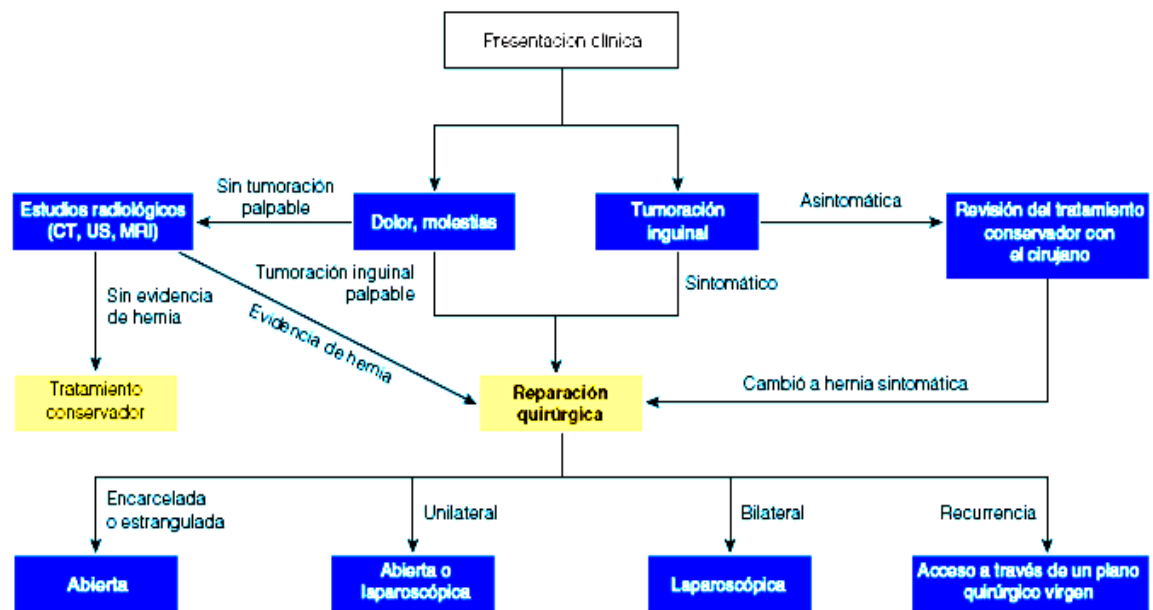 Presentación clínica
Sin tumoración
palpable
Estudios radiológicos
(CT, US, MRI)
Dolor, molestias
Tumoración
inguinal
Asintomática
Revisión del tratamiento
conservador con
el cirujano
Tumoración inguinal
palpable
Sintomático
Sin evidencia
de hernia
Evidencia de hernia
Tratamiento
conservador
Reparación
quirúrgica
Cambió a hernia sintomática
Encarcelada
o estrangulada
Unilateral
Bilateral
Recurrencia
Abierta
Abierta o
laparoscópica
Laparoscópica
Acceso a través de un plano
quirúrgico virgen